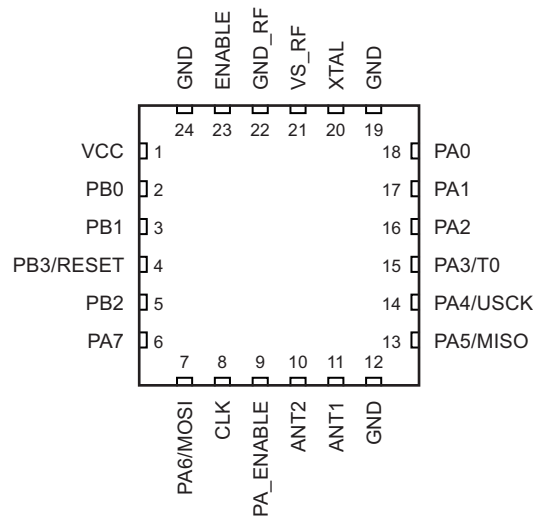 GND
ENABLE
GND_RF
VS_RF
XTAL
GND
24 23 22 21 20 19
VCC 1 18 PA0
PB0 2 17 PA1
PB1 3 16 PA2
PB3/RESET 4 15 PA3/T0
PB2 5 14 PA4/USCK
PA7 6 13 PA5/MISO
7 8 9 10 11 12
PA6/MOSI
CLK
PA_ENABLE
ANT2
ANT1
GND